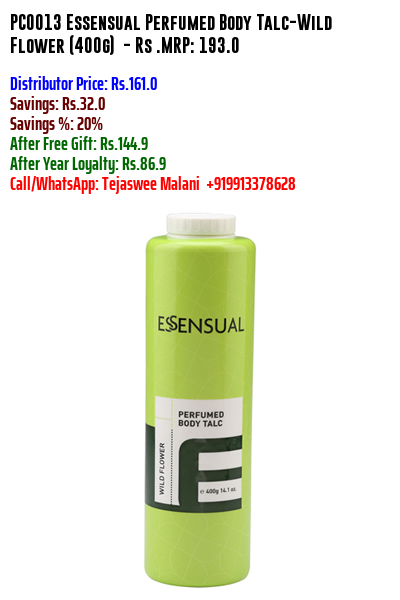 PC0013 Essensual Perfumed Body Talc-Wild
Flower (400g) - Rs .MRP: 193.0
Distributor Price: Rs.161.0
Savings: Rs.32.0
Savings %: 20%
After Free Gift: Rs.144.9
After Year Loyalty: Rs.86.9
Call/WhatsApp: Tejaswee Malani +919913378628
ESSENSUAL
PERFUMED
BODY TALC
WILD FLOWER
e 400g 14.1 oz.